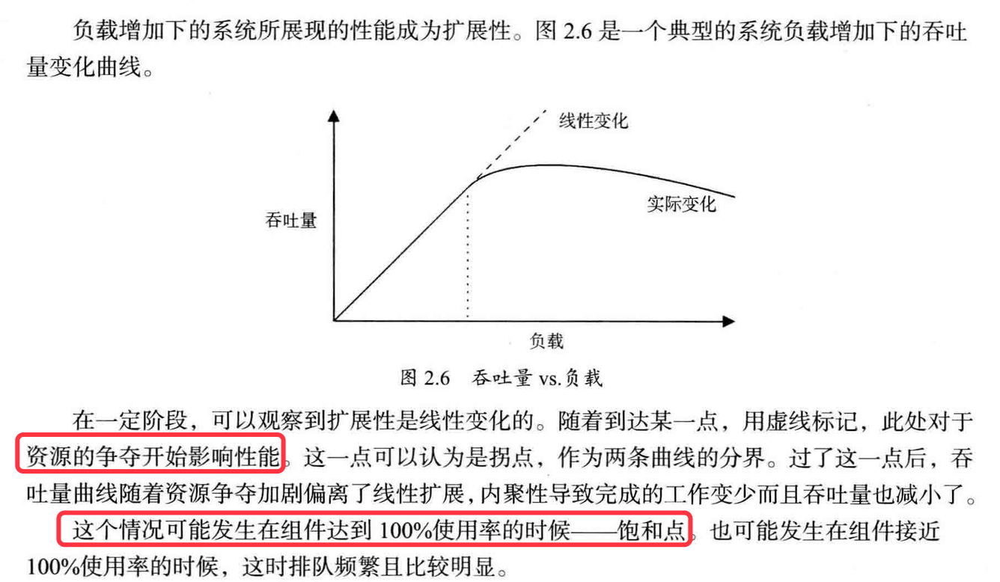 负载增加下的系统所展现的性能成为扩展性。图 2.6 是一个典型的系统负载增加下的吞吐
量变化曲线。
线性变化
实际变化
吞吐量
负载
图 2.6 吞吐量 vs.负载
在一定阶段，可以观察到扩展性是线性变化的。随着到达某一点，用虚线标记，此处对于
资源的争夺开始影响性能。这一点可以认为是拐点，作为两条曲线的分界。过了这一点后，吞
吐量曲线随着资源争夺加剧偏离了线性扩展，内聚性导致完成的工作变少而且吞吐量也减小了。
这个情况可能发生在组件达到 100%使用率的时候——饱和点。也可能发生在组件接近
100%使用率的时候，这时排队频繁且比较明显。